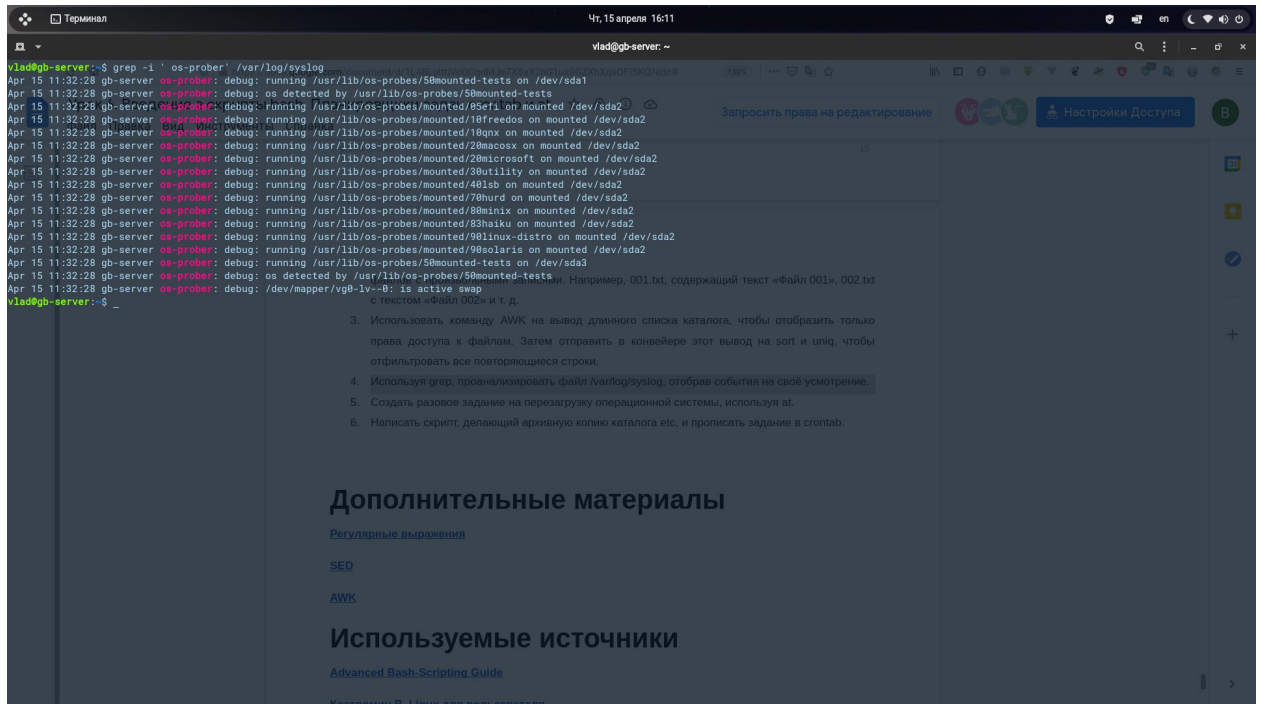 Терминал
Чт, 15 апреля 16:11
en
vlad@gb-server: ~
vlad@gb-server:~$ grep -i ' os-prober' /var/log/syslog
Apr 15 11:32:28 gb-server os-prober: debug: running /usr/lib/os-probes/50mounted-tests on /dev/sda1
Apr 15 11:32:28 gb-server os-prober: debug: os detected by /usr/lib/os-probes/50mounted-tests
Apr 15 11:32:28 gb-server os-prober: debug: running /usr/lib/os-probes/mounted/05efi on mounted /dev/sda2
Apr 15 11:32:28 gb-server os-prober: debug: running /usr/lib/os-probes/mounted/10freedos on mounted /dev/sda2
Apr 15 11:32:28 gb-server os-prober: debug: running /usr/lib/os-probes/mounted/10qnx on mounted /dev/sda2
Apr 15 11:32:28 gb-server os-prober: debug: running /usr/lib/os-probes/mounted/20macosx on mounted /dev/sda2
Apr 15 11:32:28 gb-server os-prober: debug: running /usr/lib/os-probes/mounted/20microsoft on mounted /dev/sda2
Apr 15 11:32:28 gb-server os-prober: debug: running /usr/lib/os-probes/mounted/30utility on mounted /dev/sda2
Apr 15 11:32:28 gb-server os-prober: debug: running /usr/lib/os-probes/mounted/40lsb on mounted /dev/sda2
Apr 15 11:32:28 gb-server os-prober: debug: running /usr/lib/os-probes/mounted/70hurd on mounted /dev/sda2
Apr 15 11:32:28 gb-server os-prober: debug: running /usr/lib/os-probes/mounted/80minix on mounted /dev/sda2
Apr 15 11:32:28 gb-server os-prober: debug: running /usr/lib/os-probes/mounted/83haiku on mounted /dev/sda2
Apr 15 11:32:28 gb-server os-prober: debug: running /usr/lib/os-probes/mounted/90linux-distro on mounted /dev/sda2
Apr 15 11:32:28 gb-server os-prober: debug: running /usr/lib/os-probes/mounted/90solaris on mounted /dev/sda2
Apr 15 11:32:28 gb-server os-prober: debug: running /usr/lib/os-probes/50mounted-tests on /dev/sda3
Apr 15 11:32:28 gb-server os-prober: debug: os detected by /usr/lib/os-probes/50mounted-tests
Apr 15 11:32:28 gb-server os-prober: debug: /dev/mapper/vg0-lv--0: is active swap
vlad@gb-server:~$ _
Запросить права на редактирование
Настройки Доступа
В
Файл Правка Вид Инструменты Справка
15
файлов с произвольными записями. Например, 001.txt, содержащий текст «Файл 001», 002.txt
с текстом «Файл 002» и т. д.
3. Использовать команду AWK на вывод длинного списка каталога, чтобы отобразить только
права доступа к файлам. Затем отправить в конвейере этот вывод на sort и uniq, чтобы
отфильтровать все повторяющиеся строки.
4. Используя grep, проанализировать файл /var/log/syslog, отобрав события на своё усмотрение.
5. Создать разовое задание на перезагрузку операционной системы, используя at.
6. Написать скрипт, делающий архивную копию каталога etc, и прописать задание в crontab.
Дополнительные материалы
Регулярные выражения
SED
AWK
Используемые источники
Advanced Bash-Scripting Guide